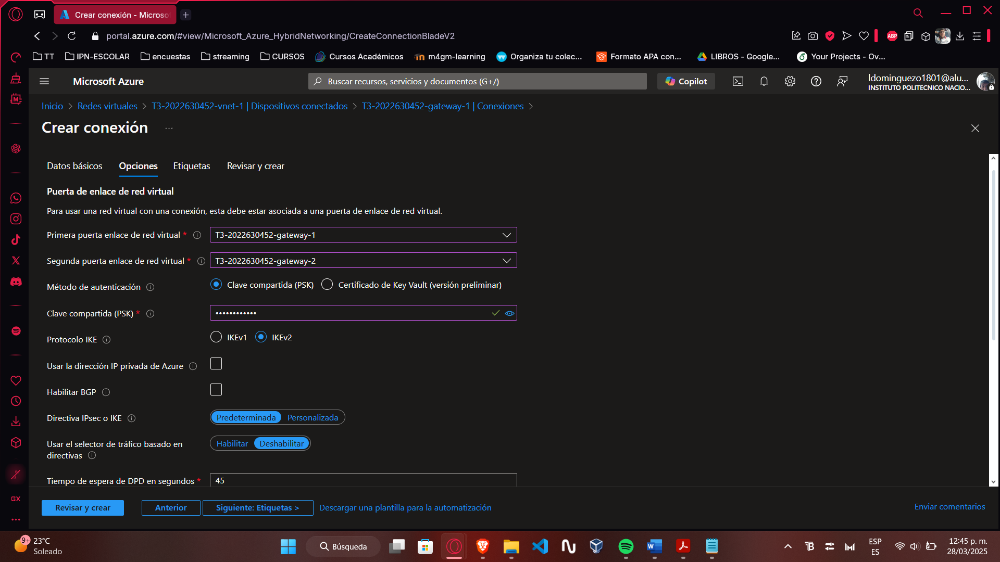 Crear conexión - Microsof
portal.azure.com/#view/Microsoft_Azure_HybridNetworking/CreateConnectionBladeV2
ABP
TT
IPN-ESCOLAR
encuestas
streaming
CURSOS
Cursos Académicos
m4gm-learning
Organiza tu colec...
Formato APA con...
LIBROS - Google...
Your Projects - Ov...
Microsoft Azure
Buscar recursos, servicios y documentos (G+/)
Copilot
ldominguezo1801@alu...
INSTITUTO POLITECNICO NACIO...
Inicio > Redes virtuales > T3-2022630452-vnet-1 | Dispositivos conectados > T3-2022630452-gateway-1 | Conexiones >
Crear conexión ...
Datos básicos Opciones Etiquetas Revisar y crear
Puerta de enlace de red virtual
Para usar una red virtual con una conexión, esta debe estar asociada a una puerta de enlace de red virtual.
Primera puerta enlace de red virtual * T3-2022630452-gateway-1
Segunda puerta enlace de red virtual * T3-2022630452-gateway-2
Método de autenticación Clave compartida (PSK) Certificado de Key Vault (versión preliminar)
Clave compartida (PSK) * ••••••••••••
Protocolo IKE IKEv1 IKEv2
Usar la dirección IP privada de Azure
Habilitar BGP
Directiva IPsec o IKE Predeterminada Personalizada
Usar el selector de tráfico basado en Habilitar Deshabilitar
directivas
Tiempo de espera de DPD en segundos * 45
Revisar y crear Anterior Siguiente: Etiquetas > Descargar una plantilla para la automatización Enviar comentarios
GX
9+
23°C
Soleado
Búsqueda
ESP
ES
12:45 p. m.
28/03/2025